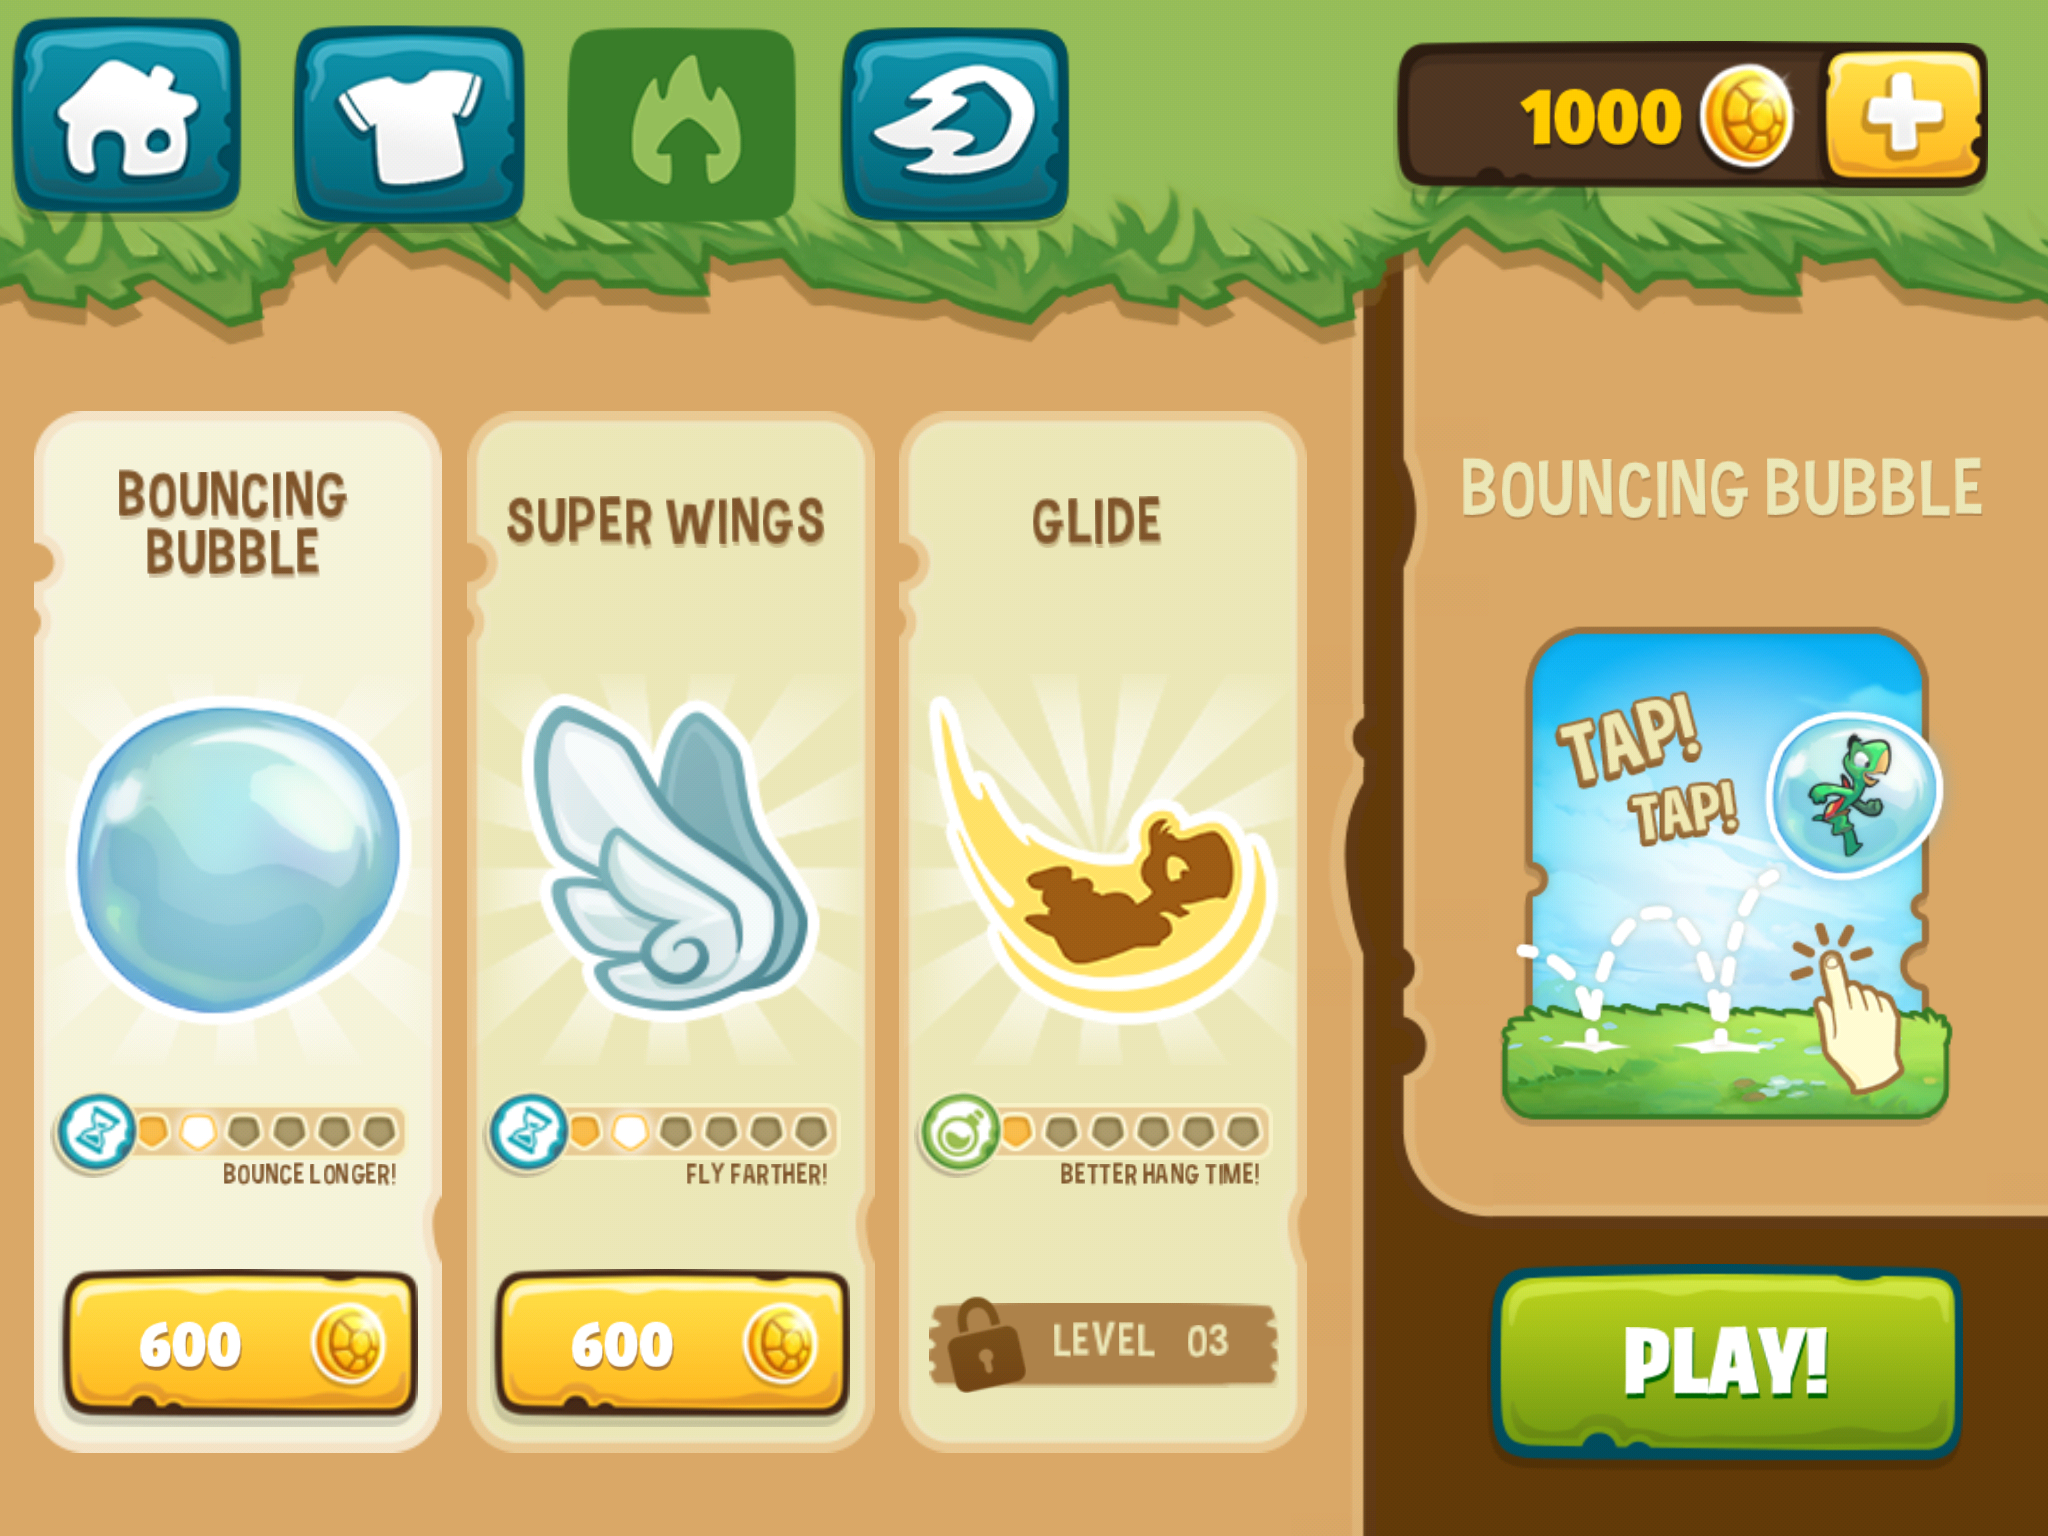 1000
BOUNCING
BUBBLE
SUPER WINGS
GLIDE
BOUNCE LONGER!
FLY FARTHER!
BETTER HANG TIME!
600
600
LEVEL 03
BOUNCING BUBBLE
TAP!
TAP!
PLAY!